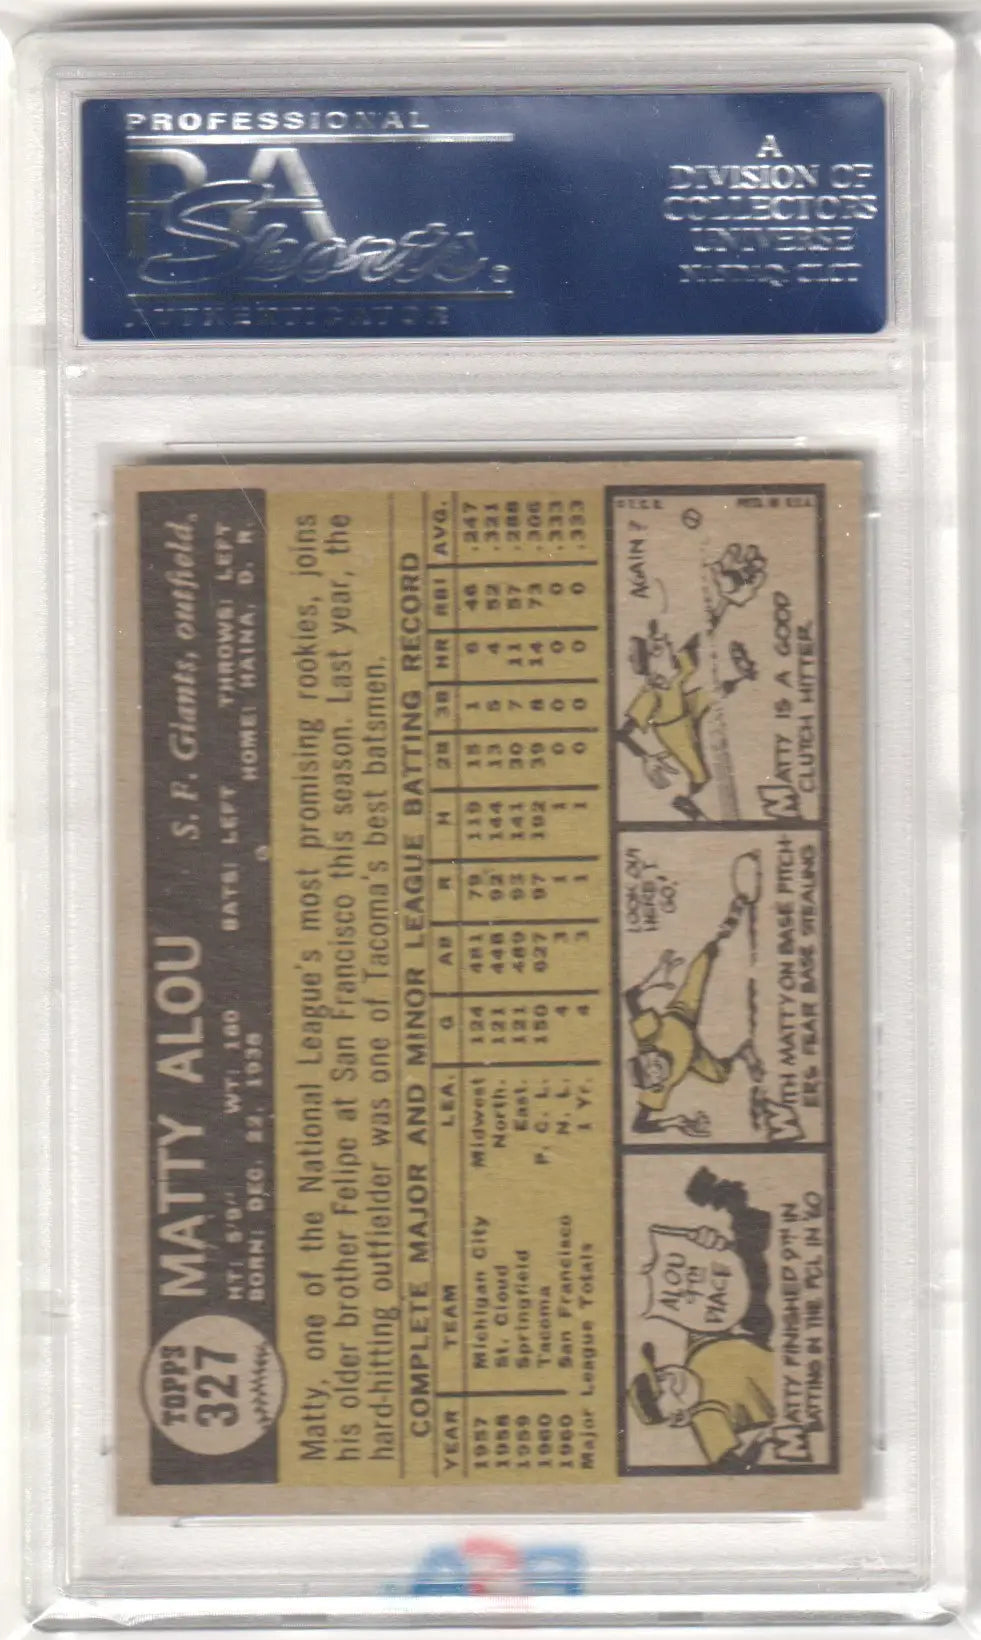 PROFESSIONAL
PSA
Sports
AUTHENTICATOR
A
DIVISION OF
COLLECTORS
UNIVERSE
NASDAQ: CLCT
TOPPS
327
MATTY ALOU S. F. Giants, outfield
HT: 5'9" WT: 160 BATS: LEFT THROWS: LEFT
BORN: DEC. 22, 1938 HOME: HAINA, D. R.
Matty, one of the National League's most promising rookies, joins
his older brother Felipe at San Francisco this season. Last year, the
hard-hitting outfielder was one of Tacoma's best batsmen.
COMPLETE MAJOR AND MINOR LEAGUE BATTING RECORD
YEAR TEAM LEA. G AB R H 2B 3B HR RBI AVG.
1957 Michigan City Midwest 124 481 79 119 15 1 6 46 .247
1958 St. Cloud North. 121 448 92 144 13 5 4 52 .321
1959 Springfield East. 121 489 93 141 30 7 11 57 .288
1960 Tacoma P. C. L. 150 627 97 192 39 8 14 73 .306
1960 San Francisco N. L. 4 3 1 1 0 0 0 0 .333
Major League Totals 1 Yr. 4 3 1 1 0 0 0 0 .333
ALOU
9TH
PLACE
MATTY FINISHED 9TH IN
BATTING IN THE PCL IN '60
LOOK OUT
HERE I
GO!
WITH MATTY ON BASE PITCH-
ERS FEAR BASE STEALING
AGAIN?
MATTY IS A GOOD
CLUTCH HITTER.